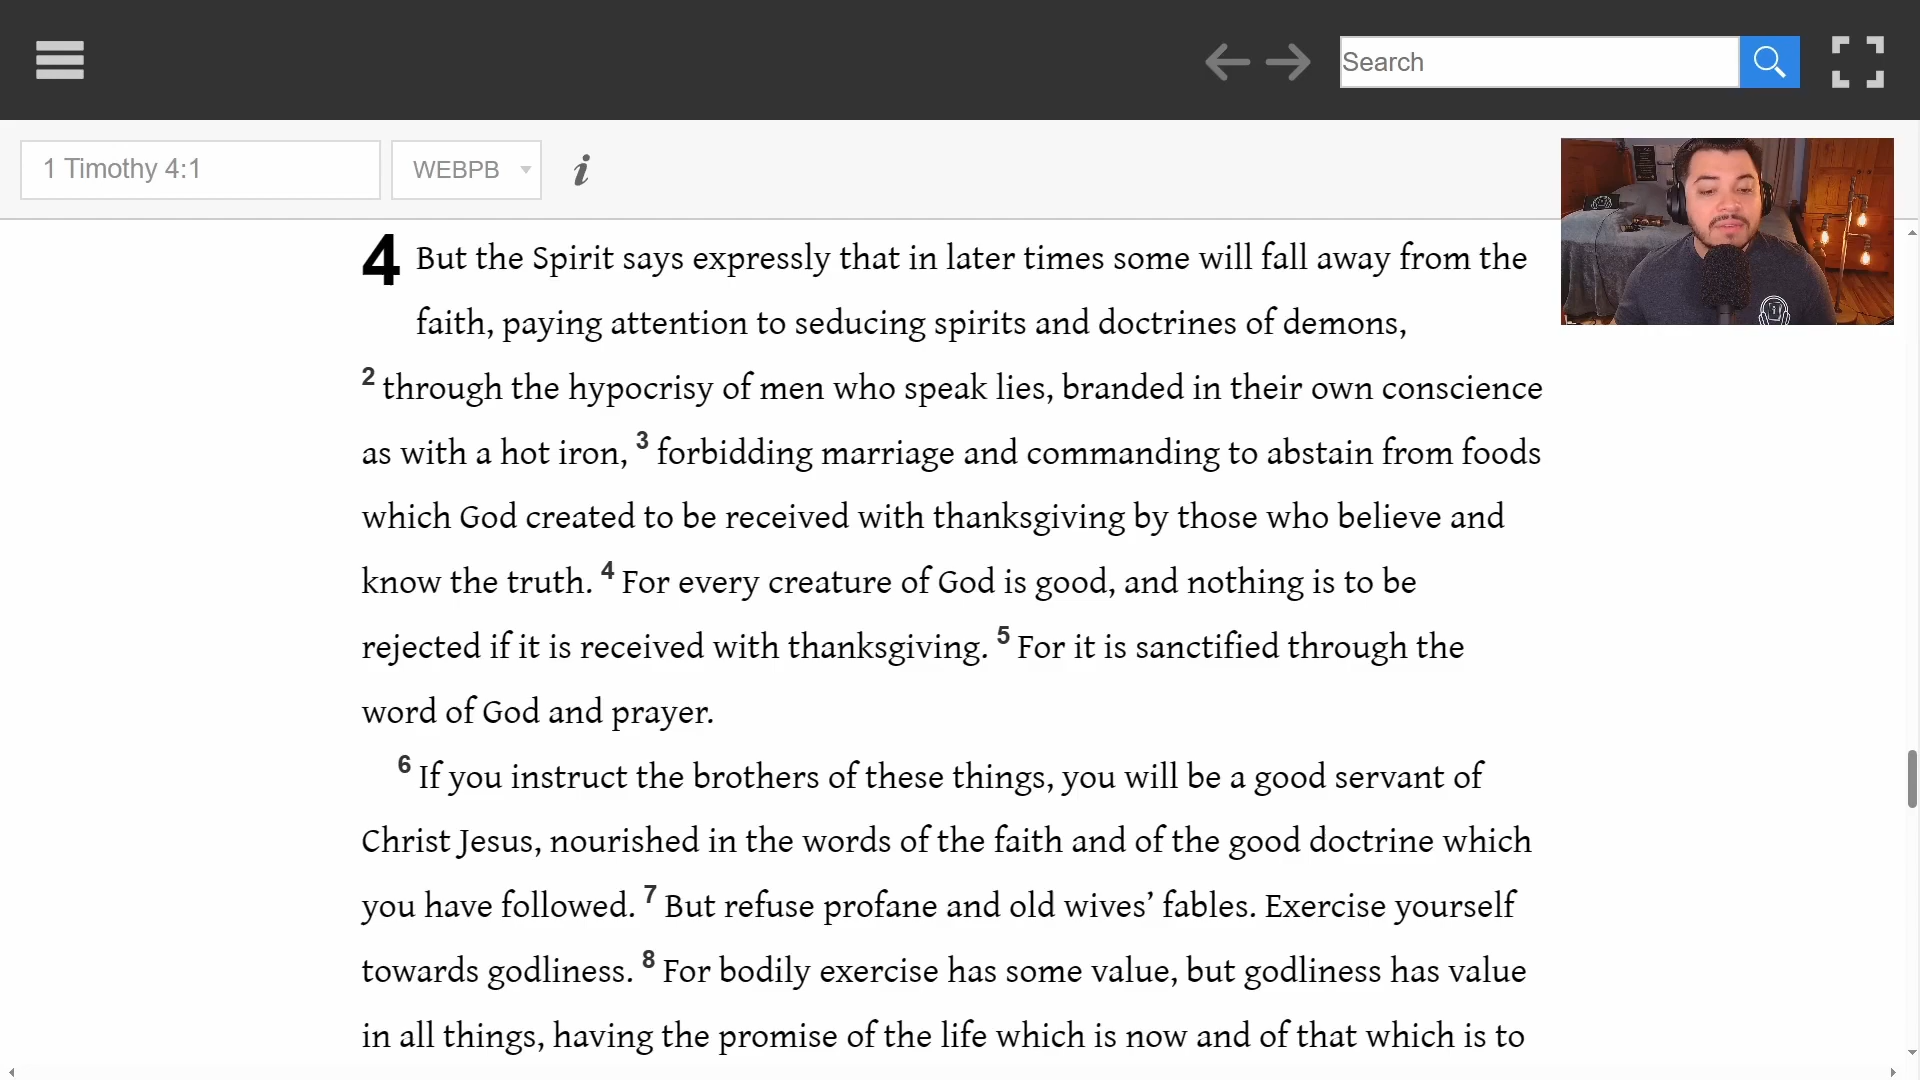 Search
1 Timothy 4:1
WEBPB
i
4 But the Spirit says expressly that in later times some will fall away from the
faith, paying attention to seducing spirits and doctrines of demons,
2 through the hypocrisy of men who speak lies, branded in their own conscience
as with a hot iron, 3 forbidding marriage and commanding to abstain from foods
which God created to be received with thanksgiving by those who believe and
know the truth. 4 For every creature of God is good, and nothing is to be
rejected if it is received with thanksgiving. 5 For it is sanctified through the
word of God and prayer.
6 If you instruct the brothers of these things, you will be a good servant of
Christ Jesus, nourished in the words of the faith and of the good doctrine which
you have followed. 7 But refuse profane and old wives’ fables. Exercise yourself
towards godliness. 8 For bodily exercise has some value, but godliness has value
in all things, having the promise of the life which is now and of that which is to